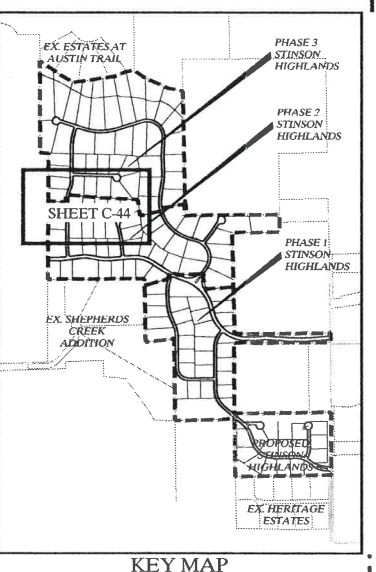 EX. ESTATES AT
AUSTIN TRAIL
PHASE 3
STINSON
HIGHLANDS
PHASE 2
STINSON
HIGHLANDS
SHEET C-44
PHASE 1
STINSON
HIGHLANDS
EX. SHEPHERDS
CREEK
ADDITION
PROPOSED
STINSON
HIGHLANDS
EX. HERITAGE
ESTATES
KEY MAP